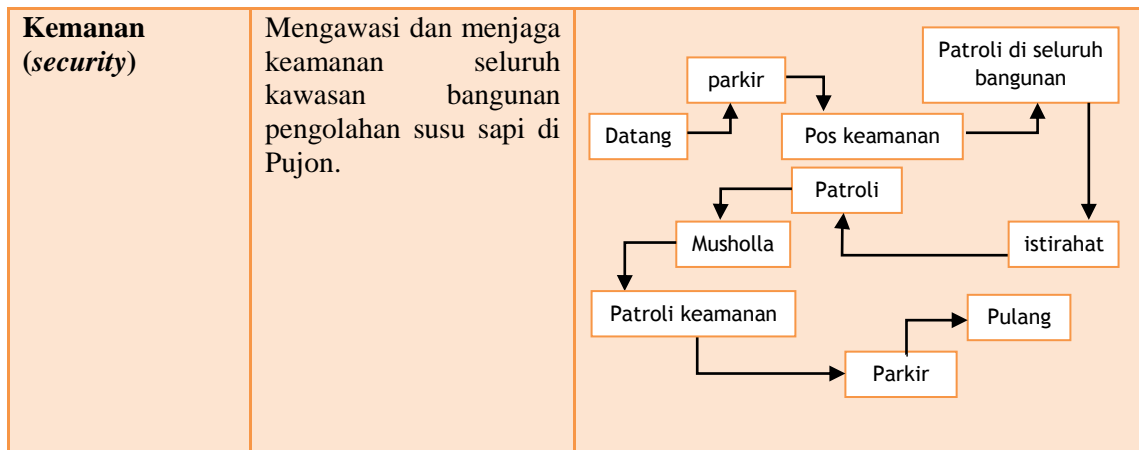 Kemanan
(security)
Mengawasi dan menjaga
keamanan seluruh
kawasan bangunan
pengolahan susu sapi di
Pujon.
Datang
parkir
Pos keamanan
Patroli di seluruh
bangunan
istirahat
Patroli
Musholla
Patroli keamanan
Parkir
Pulang